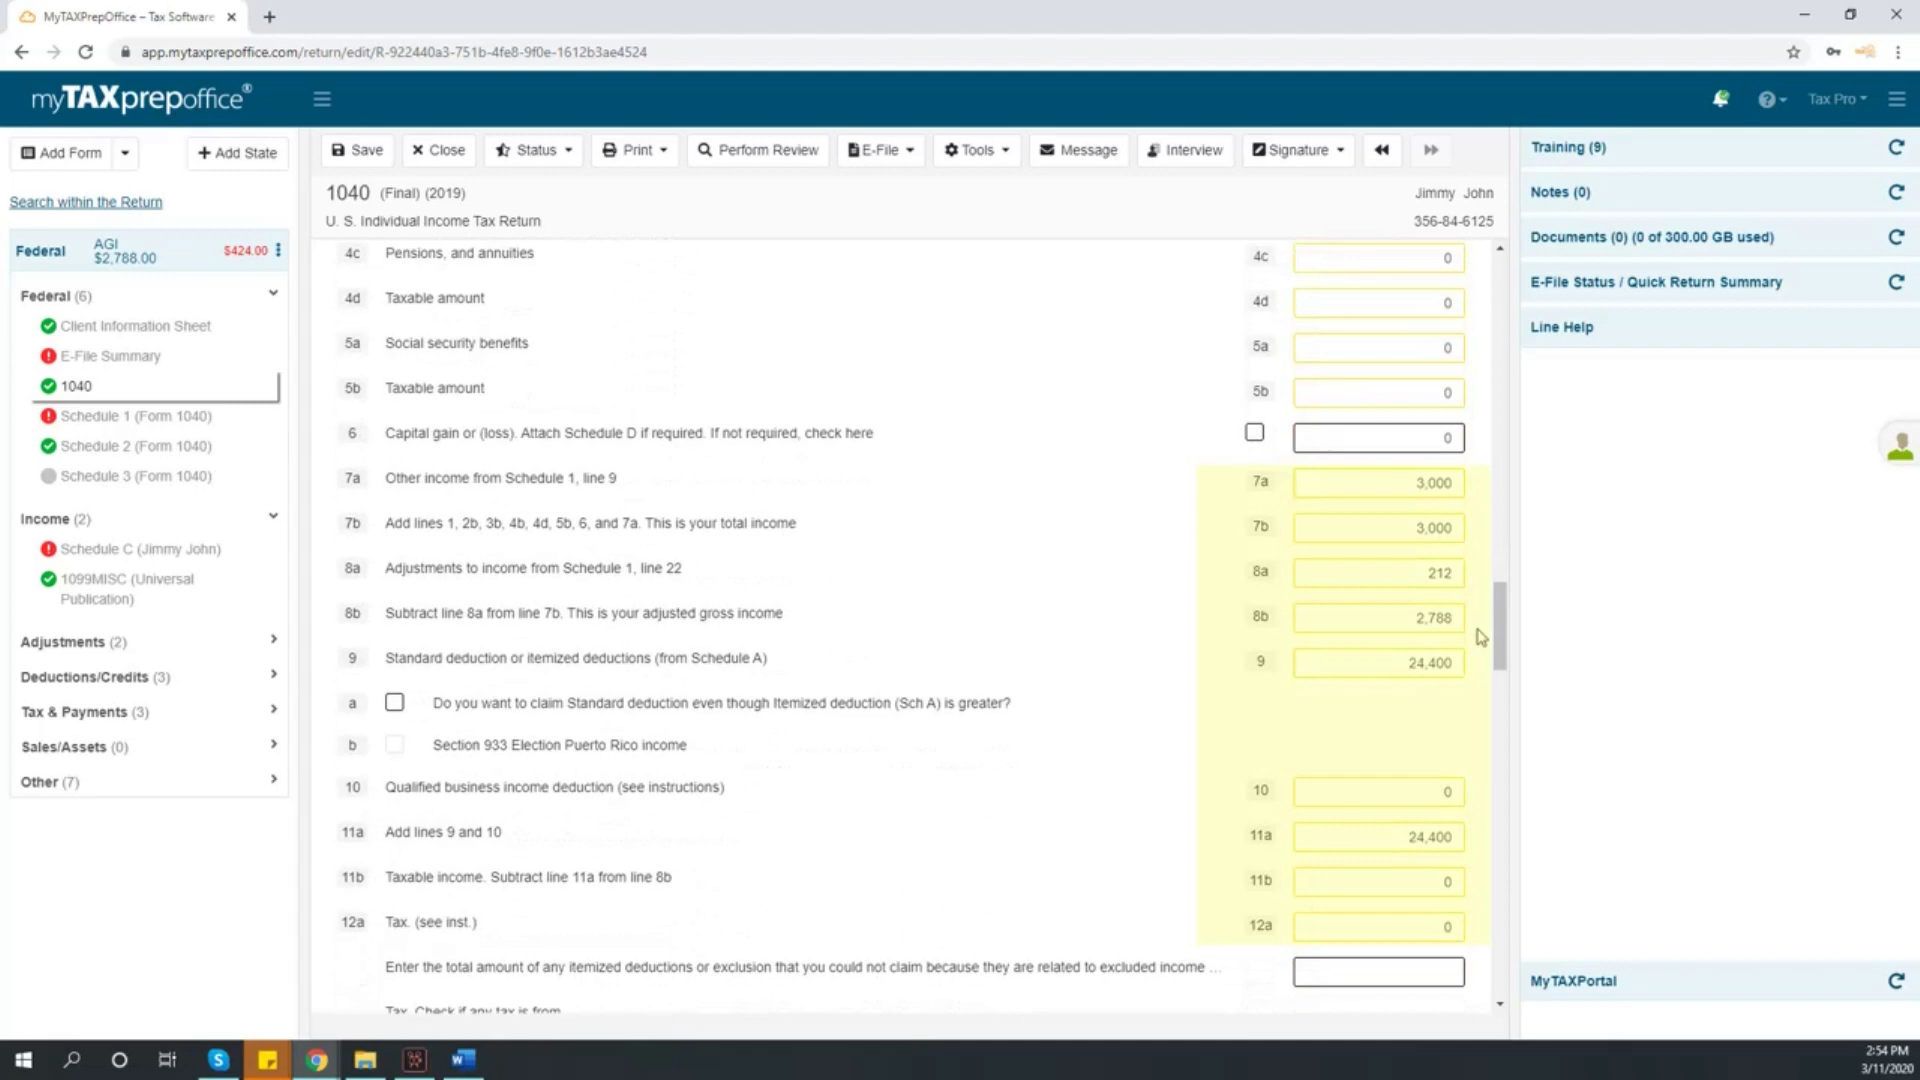 MyTAXPrepOffice – Tax Software
app.mytaxprepoffice.com/return/edit/R-922440a3-751b-4fe8-9f0e-1612b3ae4524
myTAXprepoffice®
Tax Pro
Add Form
+ Add State
Save
Close
Status
Print
Perform Review
E-File
Tools
Message
Interview
Signature
Search within the Return
Federal AGI $2,788.00 $424.00
Federal (6)
Client Information Sheet
E-File Summary
1040
Schedule 1 (Form 1040)
Schedule 2 (Form 1040)
Schedule 3 (Form 1040)
Income (2)
Schedule C (Jimmy John)
1099MISC (Universal
Publication)
Adjustments (2)
Deductions/Credits (3)
Tax & Payments (3)
Sales/Assets (0)
Other (7)
1040 (Final) (2019) Jimmy John
U. S. Individual Income Tax Return 356-84-6125
4c Pensions, and annuities 4c 0
4d Taxable amount 4d 0
5a Social security benefits 5a 0
5b Taxable amount 5b 0
6 Capital gain or (loss). Attach Schedule D if required. If not required, check here 0
7a Other income from Schedule 1, line 9 7a 3,000
7b Add lines 1, 2b, 3b, 4b, 4d, 5b, 6, and 7a. This is your total income 7b 3,000
8a Adjustments to income from Schedule 1, line 22 8a 212
8b Subtract line 8a from line 7b. This is your adjusted gross income 8b 2,788
9 Standard deduction or itemized deductions (from Schedule A) 9 24,400
a Do you want to claim Standard deduction even though Itemized deduction (Sch A) is greater?
b Section 933 Election Puerto Rico income
10 Qualified business income deduction (see instructions) 10 0
11a Add lines 9 and 10 11a 24,400
11b Taxable income. Subtract line 11a from line 8b 11b 0
12a Tax. (see inst.) 12a 0
Enter the total amount of any itemized deductions or exclusion that you could not claim because they are related to excluded income ...
Tax. Check if any tax is from
Training (9)
Notes (0)
Documents (0) (0 of 300.00 GB used)
E-File Status / Quick Return Summary
Line Help
MyTAXPortal
2:54 PM
3/11/2020